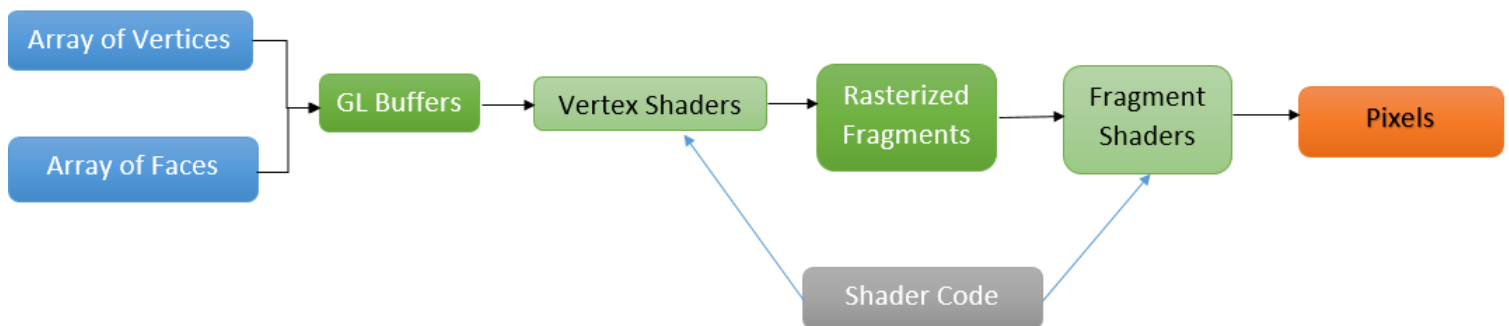 Array of Vertices
Array of Faces
GL Buffers
Vertex Shaders
Rasterized
Fragments
Fragment
Shaders
Pixels
Shader Code